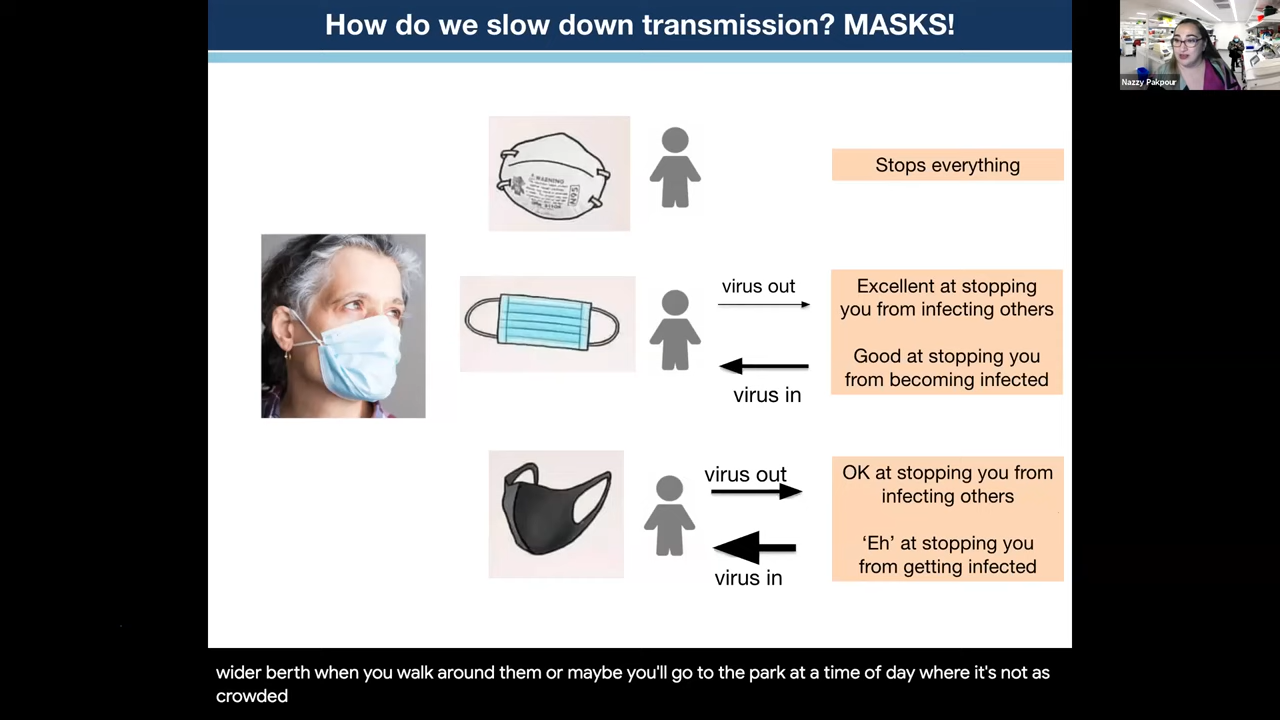 How do we slow down transmission? MASKS!
Nazzy Pakpour
WARNING
N95
Stops everything
virus out
Excellent at stopping
you from infecting others
Good at stopping you
from becoming infected
virus in
virus out
OK at stopping you from
infecting others
‘Eh’ at stopping you
from getting infected
virus in
wider berth when you walk around them or maybe you'll go to the park at a time of day where it's not as
crowded